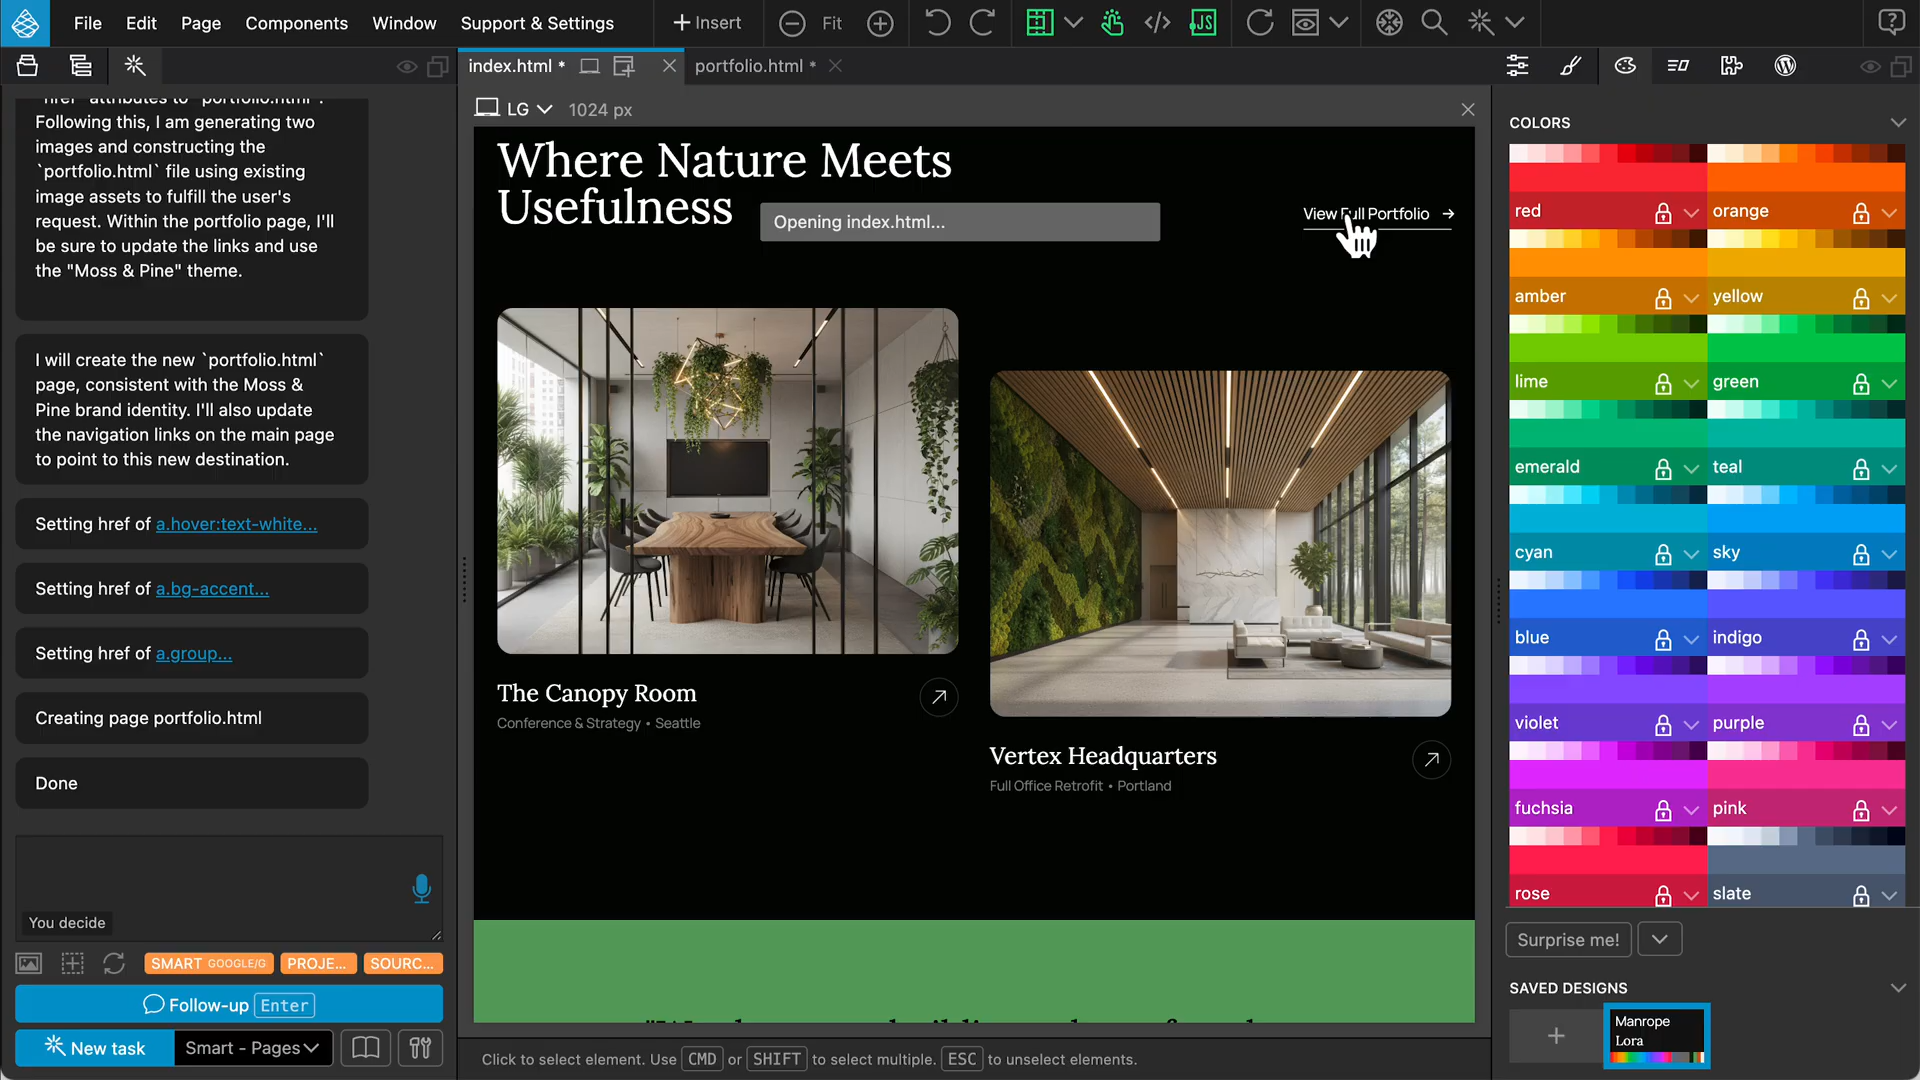 File Edit Page Components Window Support & Settings
Insert
Fit
JS
index.html *
portfolio.html *
LG
1024 px
`href` attributes to `portfolio.html`.
Following this, I am generating two
images and constructing the
`portfolio.html` file using existing
image assets to fulfill the user's
request. Within the portfolio page, I'll
be sure to update the links and use
the "Moss & Pine" theme.
I will create the new `portfolio.html`
page, consistent with the Moss &
Pine brand identity. I'll also update
the navigation links on the main page
to point to this new destination.
Setting href of a.hover:text-white...
Setting href of a.bg-accent...
Setting href of a.group...
Creating page portfolio.html
Done
You decide
SMART GOOGLE/G
PROJE...
SOURC...
Follow-up Enter
New task
Smart - Pages
Where Nature Meets
Usefulness
Opening index.html...
View Full Portfolio →
The Canopy Room
Conference & Strategy • Seattle
Vertex Headquarters
Full Office Retrofit • Portland
Click to select element. Use CMD or SHIFT to select multiple. ESC to unselect elements.
COLORS
red
orange
amber
yellow
lime
green
emerald
teal
cyan
sky
blue
indigo
violet
purple
fuchsia
pink
rose
slate
Surprise me!
SAVED DESIGNS
Manrope
Lora